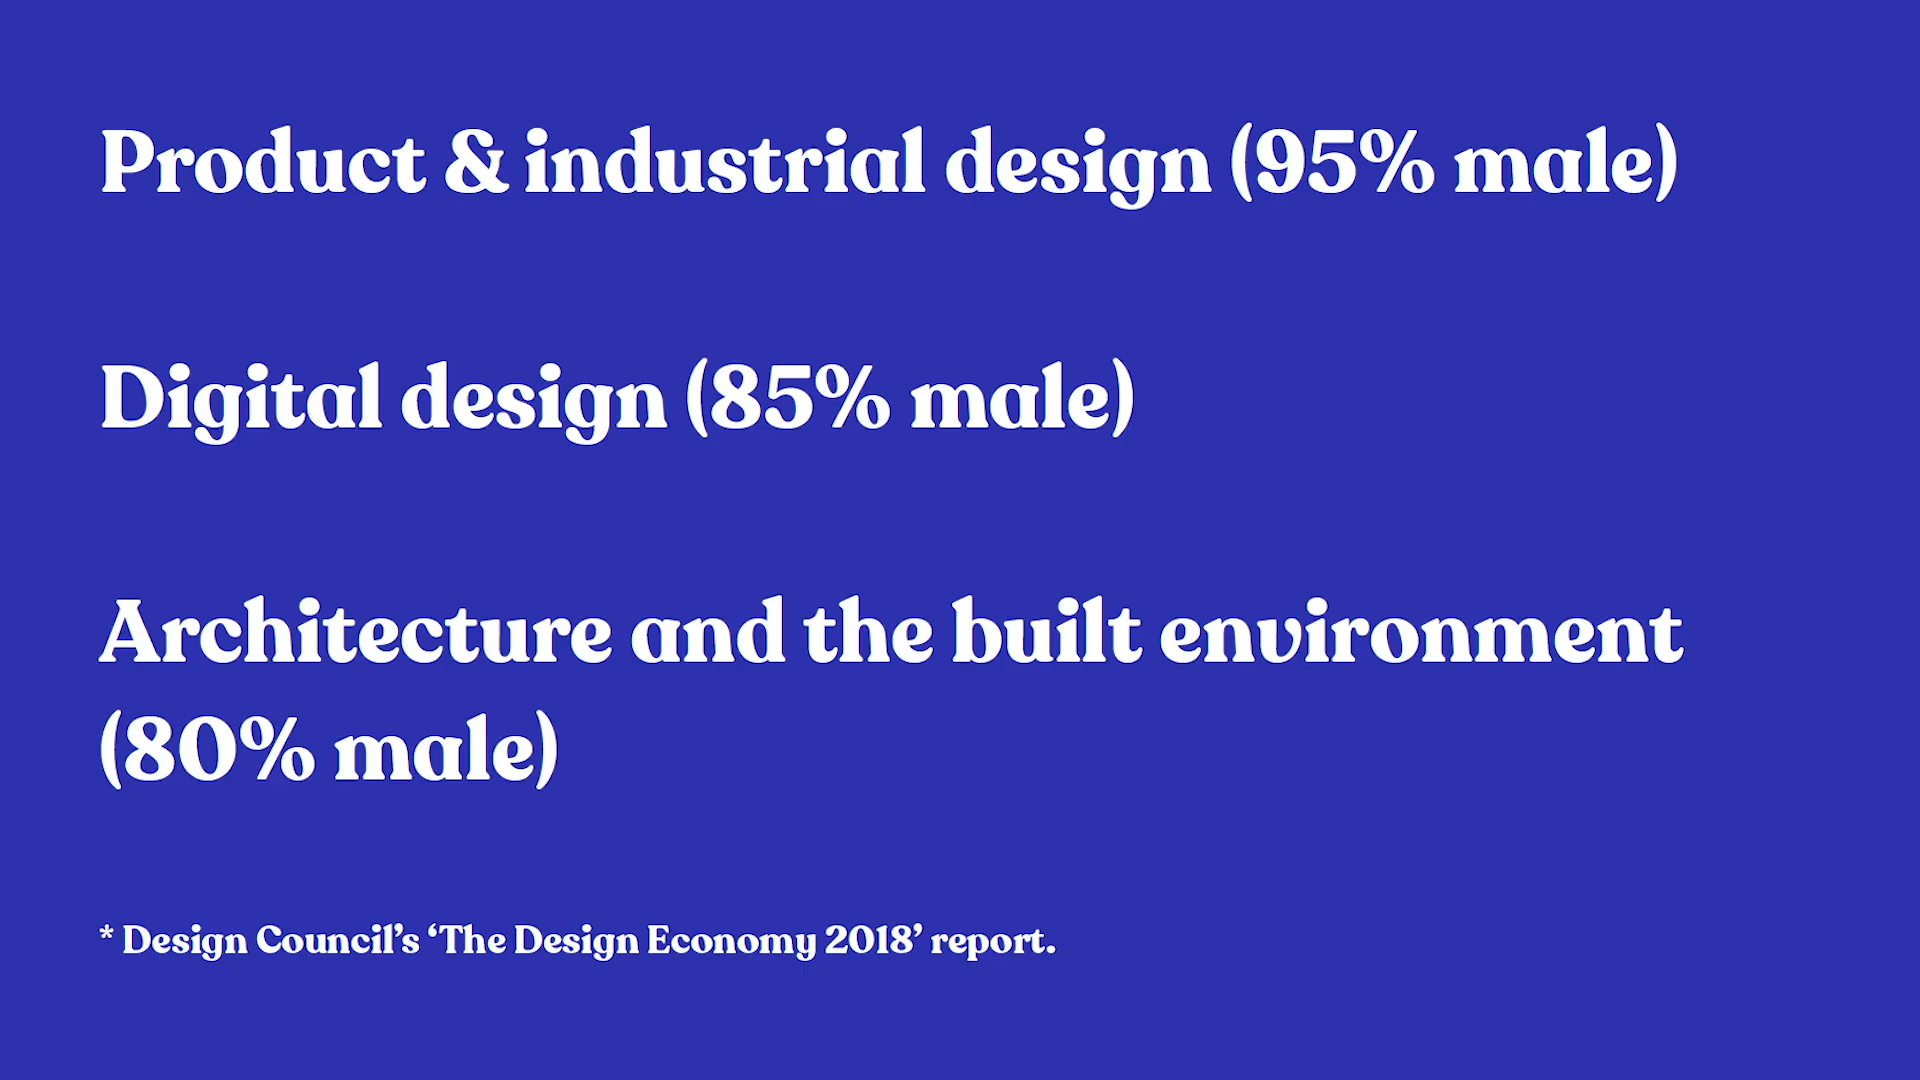 Product & industrial design (95% male)
Digital design (85% male)
Architecture and the built environment
(80% male)
* Design Council’s ‘The Design Economy 2018’ report.